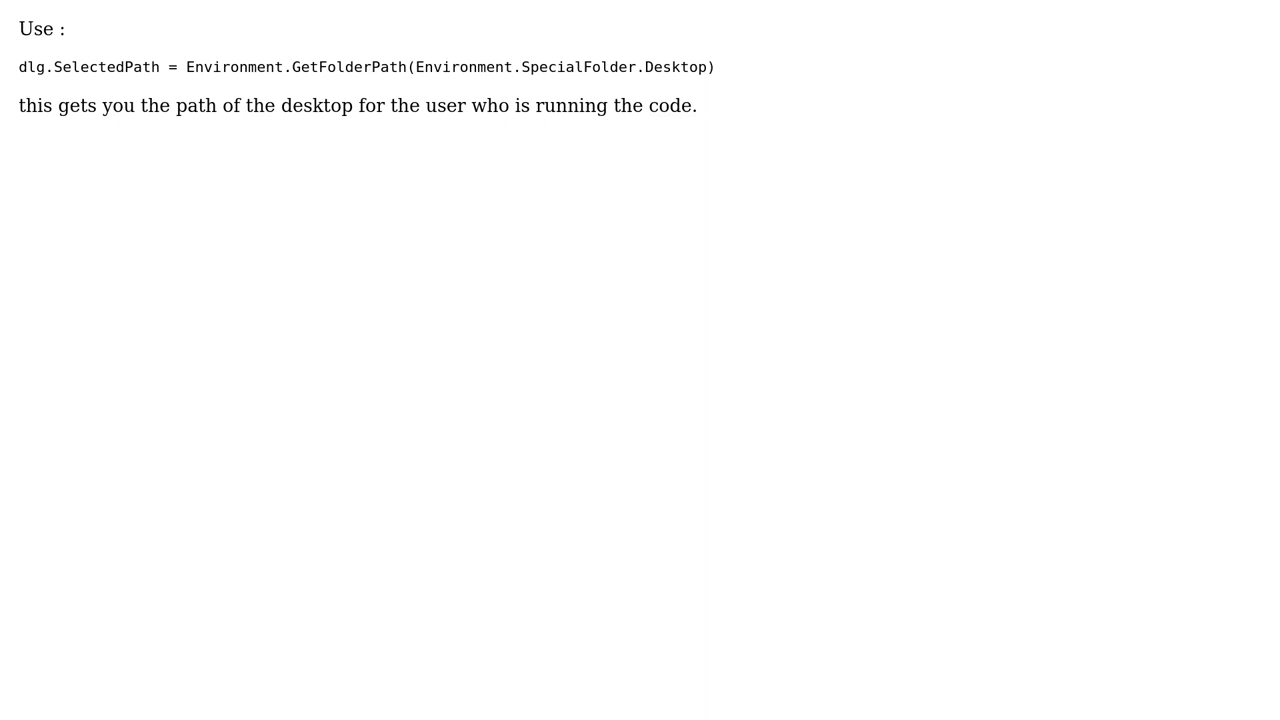 Use :
dlg.SelectedPath = Environment.GetFolderPath(Environment.SpecialFolder.Desktop)
this gets you the path of the desktop for the user who is running the code.